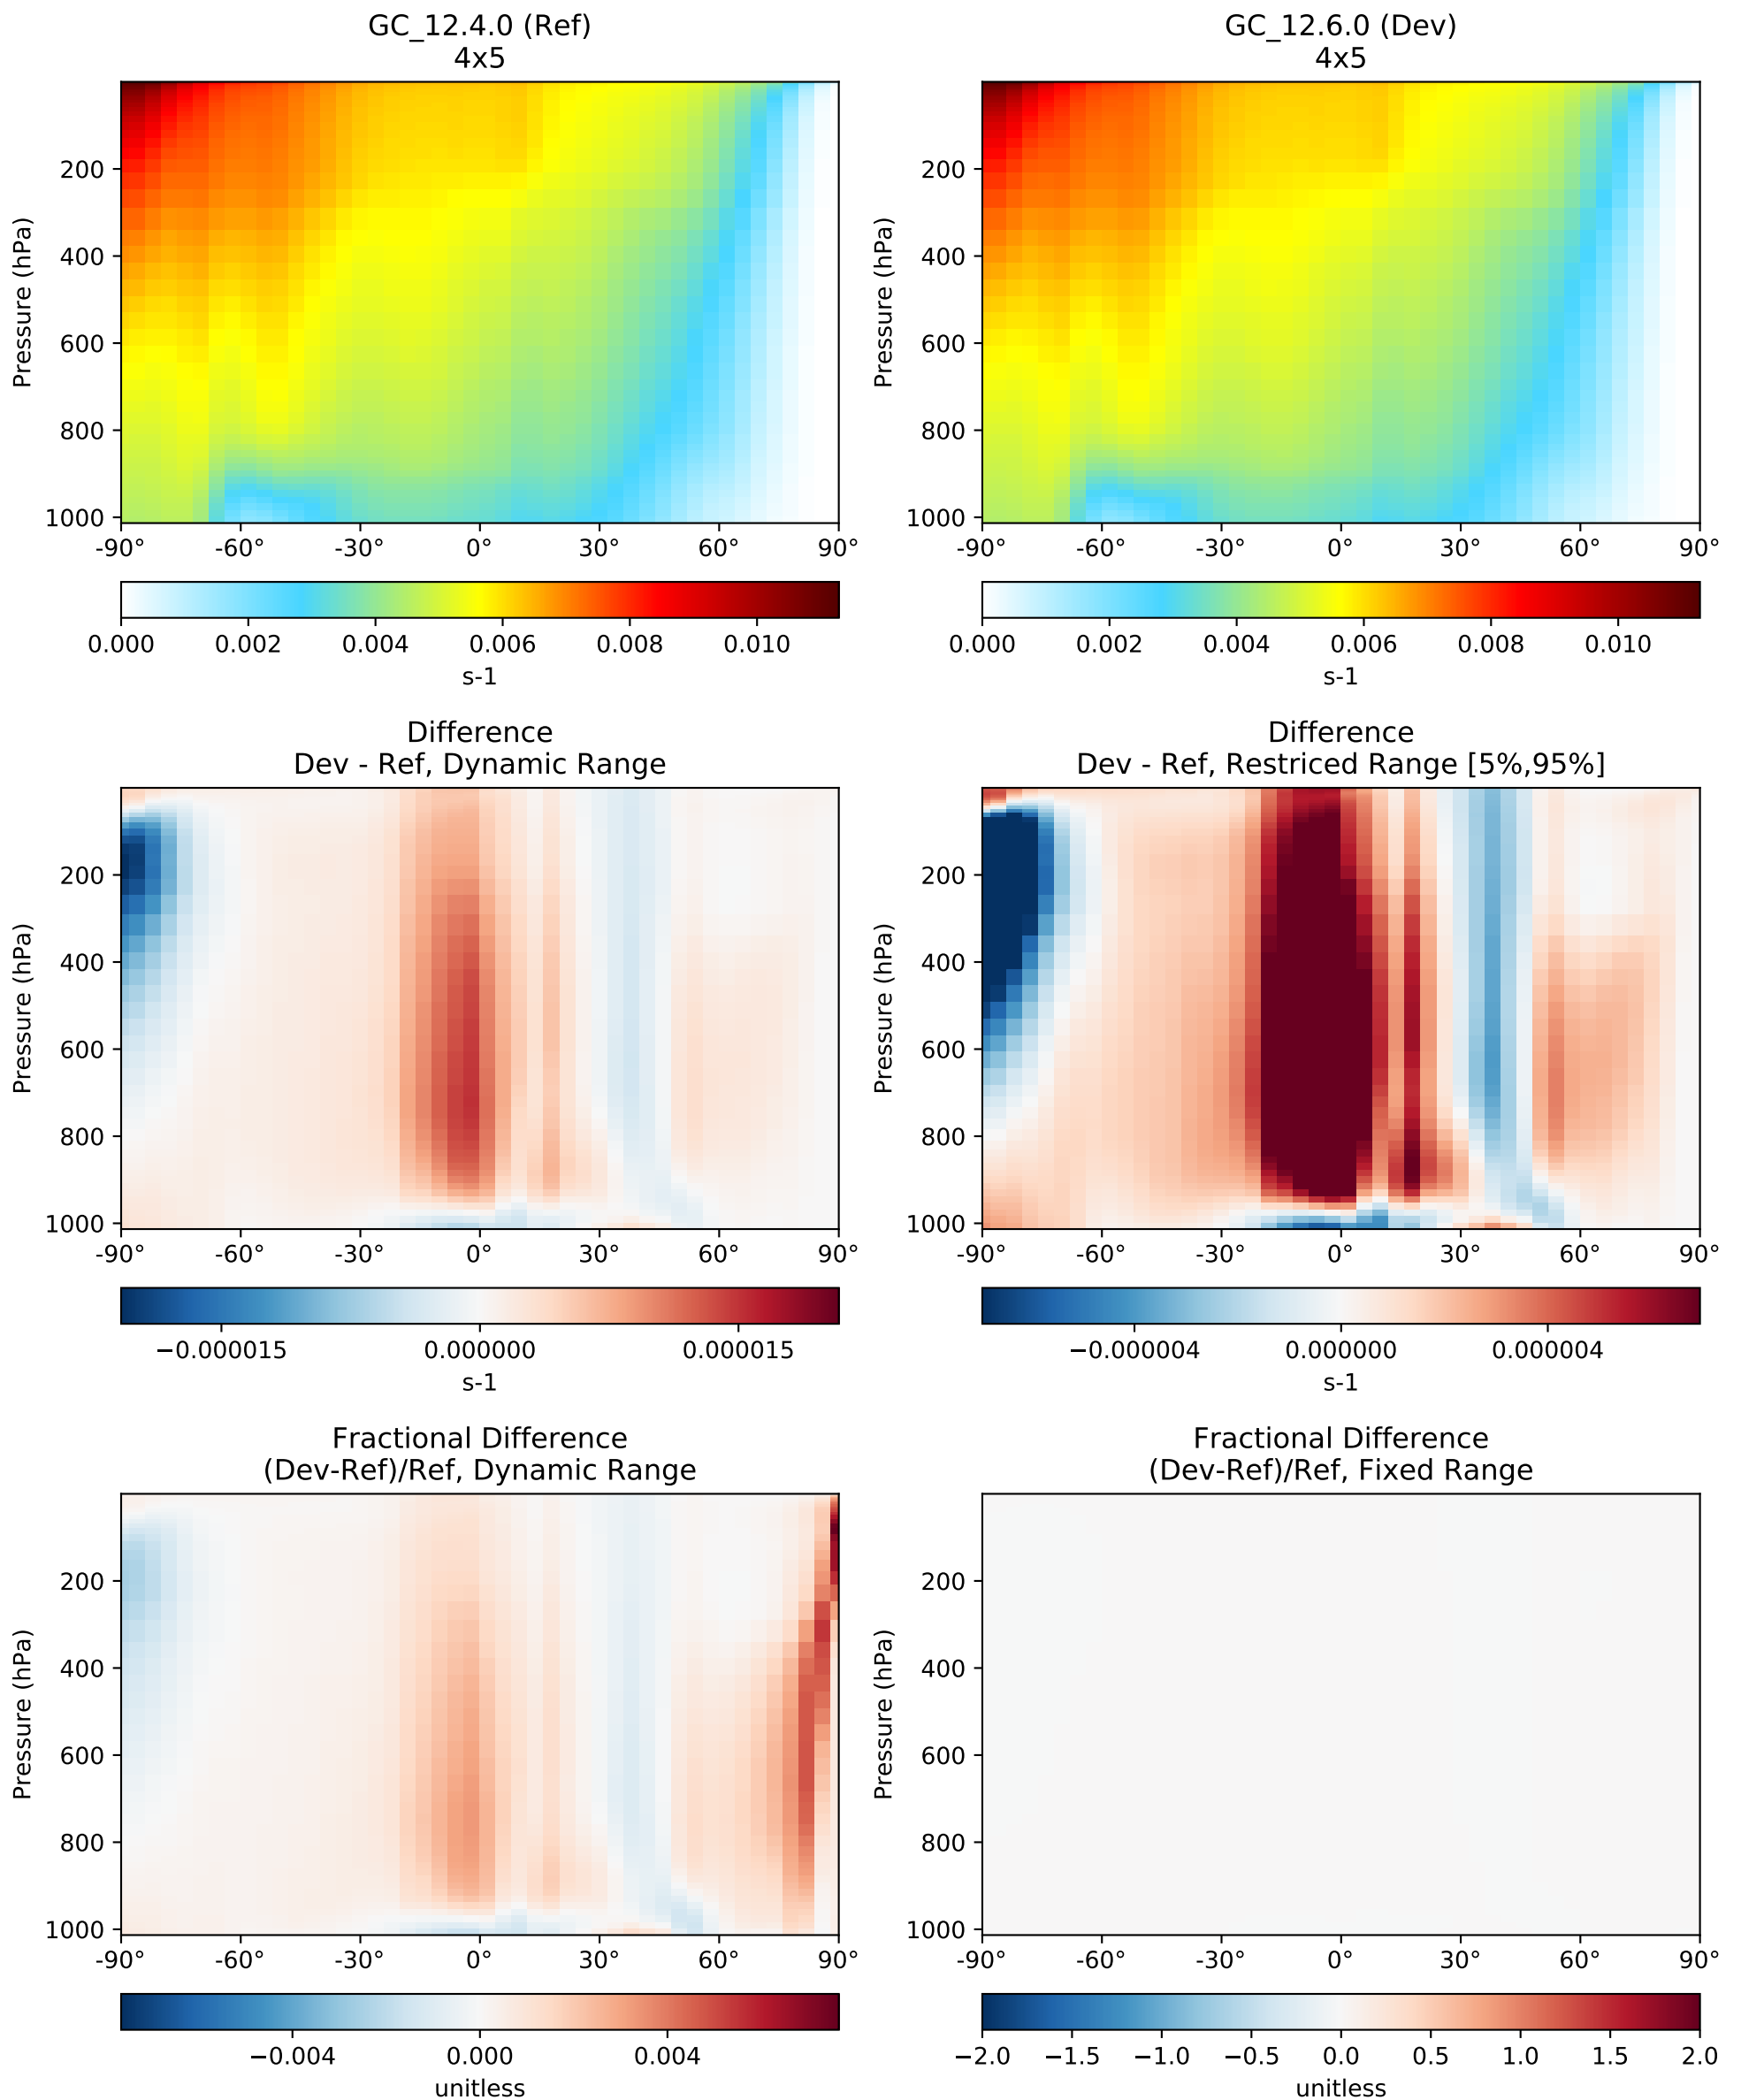 GC_12.4.0 (Ref)
4x5
GC_12.6.0 (Dev)
4x5
Pressure (hPa)
200
400
600
800
1000
-90° -60° -30° 0° 30° 60° 90°
0.000 0.002 0.004 0.006 0.008 0.010
s-1
Pressure (hPa)
200
400
600
800
1000
-90° -60° -30° 0° 30° 60° 90°
0.000 0.002 0.004 0.006 0.008 0.010
s-1
Difference
Dev - Ref, Dynamic Range
Difference
Dev - Ref, Restriced Range [5%,95%]
Pressure (hPa)
200
400
600
800
1000
-90° -60° -30° 0° 30° 60° 90°
−0.000015 0.000000 0.000015
s-1
Pressure (hPa)
200
400
600
800
1000
-90° -60° -30° 0° 30° 60° 90°
−0.000004 0.000000 0.000004
s-1
Fractional Difference
(Dev-Ref)/Ref, Dynamic Range
Fractional Difference
(Dev-Ref)/Ref, Fixed Range
Pressure (hPa)
200
400
600
800
1000
-90° -60° -30° 0° 30° 60° 90°
−0.004 0.000 0.004
unitless
Pressure (hPa)
200
400
600
800
1000
-90° -60° -30° 0° 30° 60° 90°
−2.0 −1.5 −1.0 −0.5 0.0 0.5 1.0 1.5 2.0
unitless